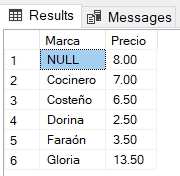 Results Messages
Marca Precio
1 NULL 8.00
2 Cocinero 7.00
3 Costeño 6.50
4 Dorina 2.50
5 Faraón 3.50
6 Gloria 13.50